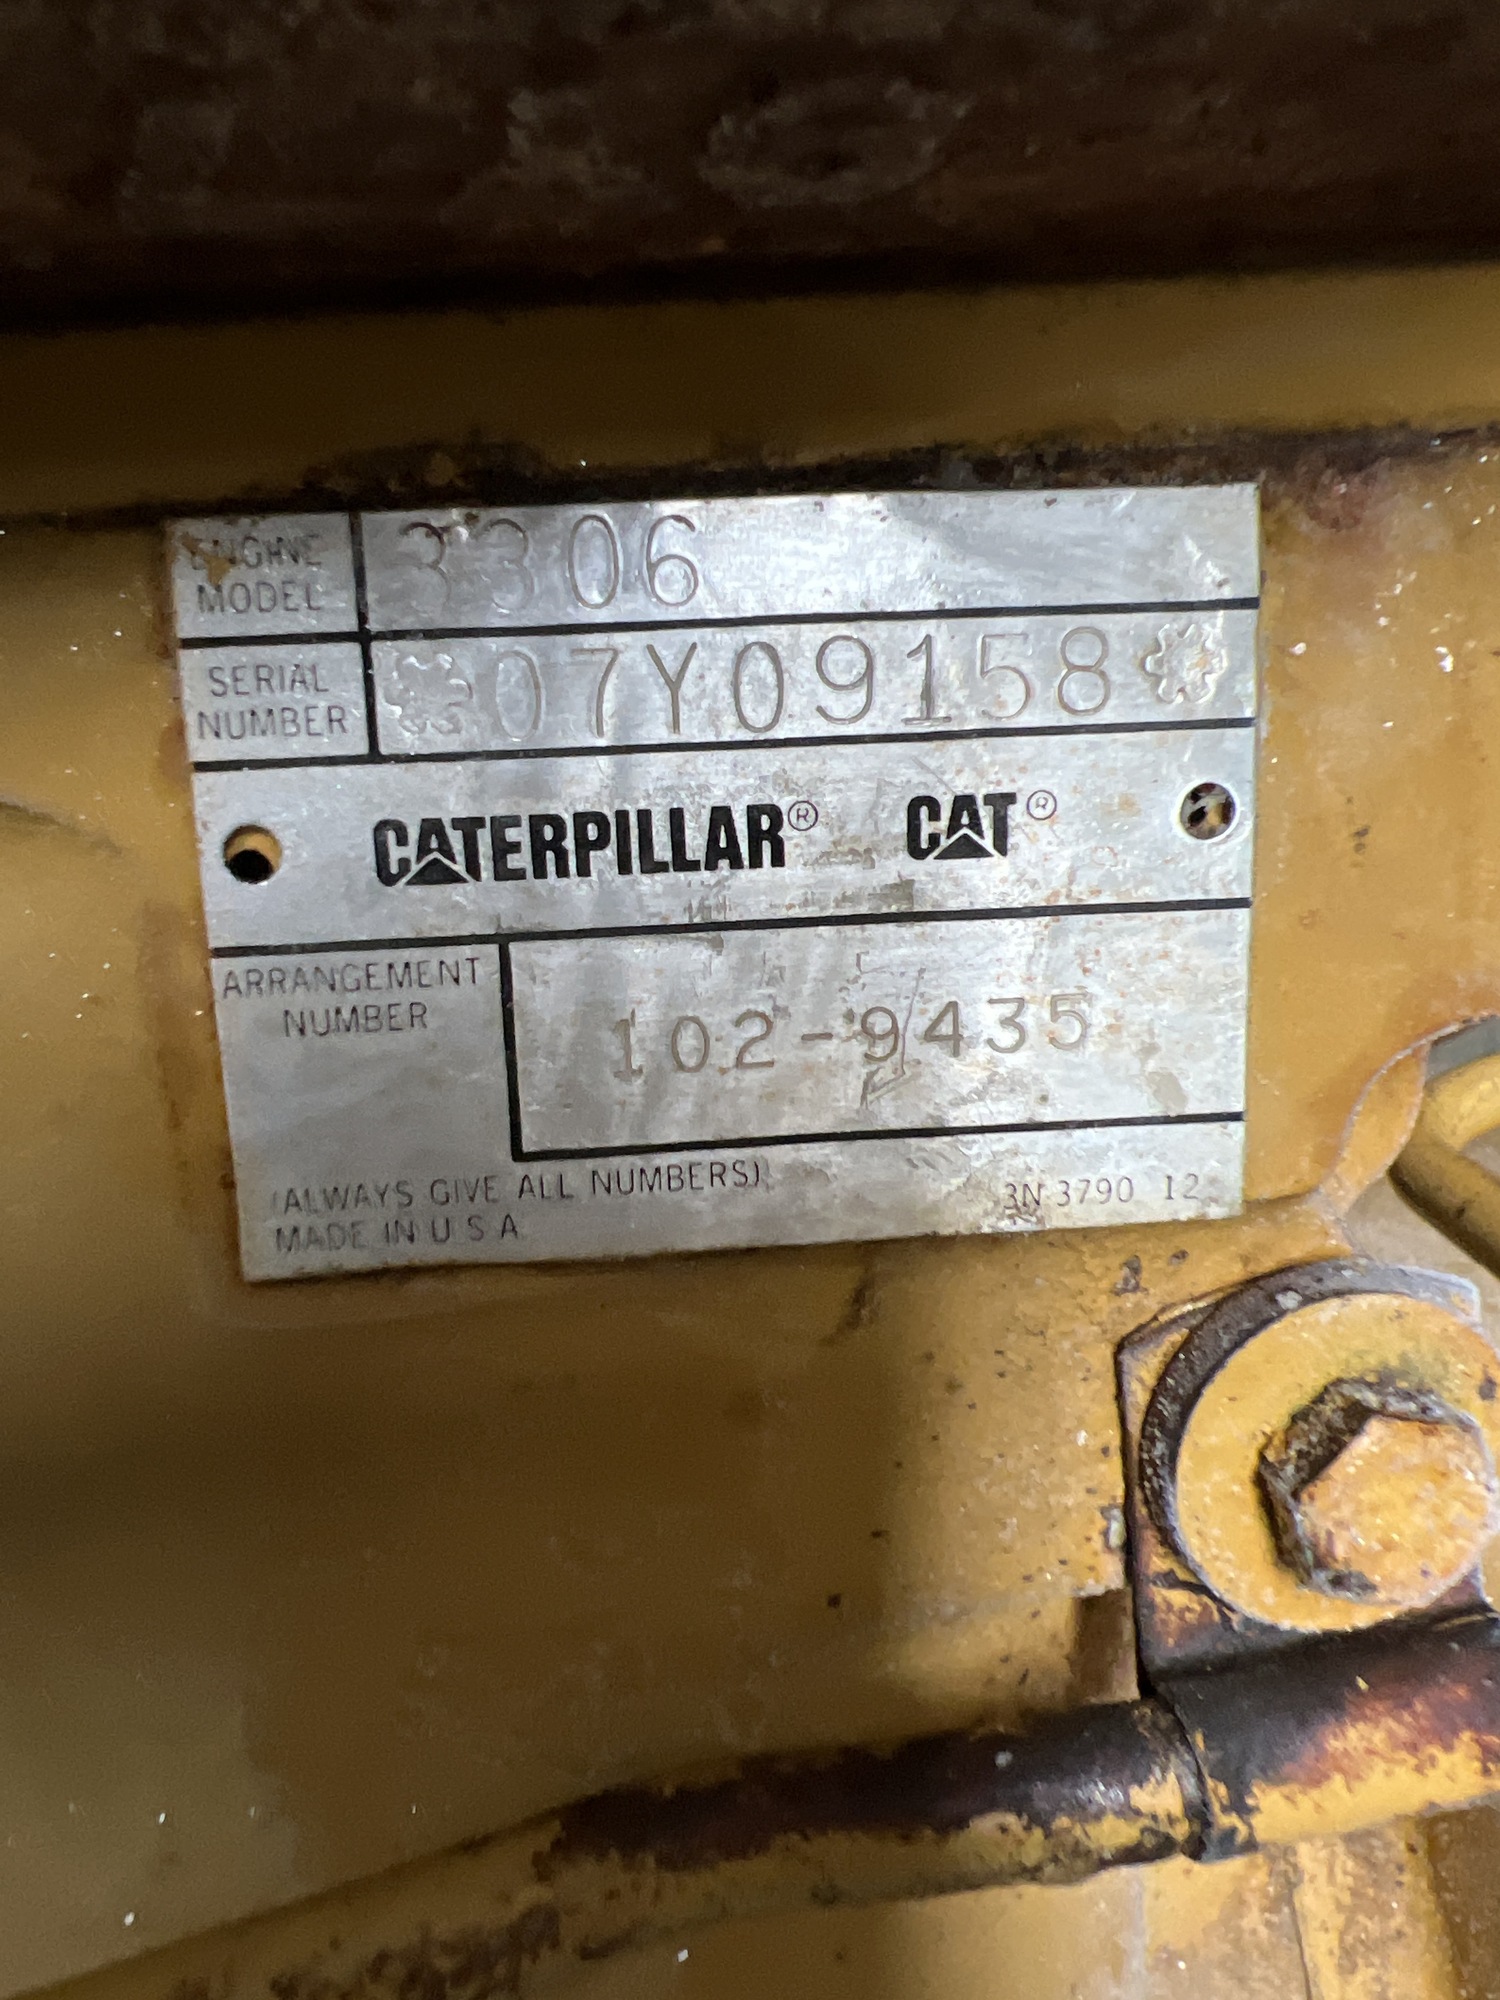 ENGINE
MODEL
3306
SERIAL
NUMBER
07Y09158
CATERPILLAR® CAT®
ARRANGEMENT
NUMBER
102-9435
(ALWAYS GIVE ALL NUMBERS)
MADE IN U S A
3N 3790 12